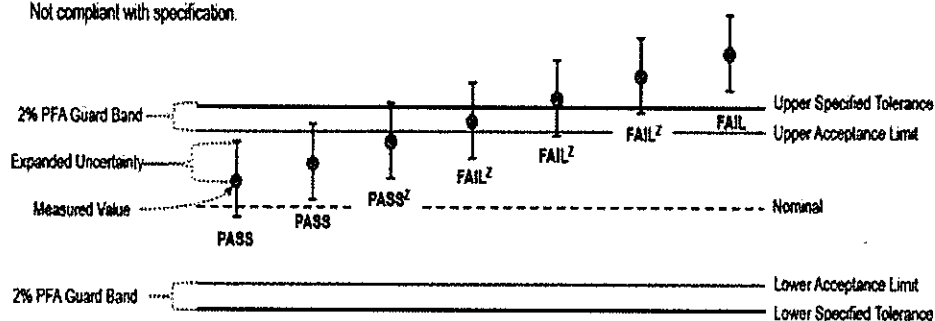 Not compliant with specification.
2% PFA Guard Band
Upper Specified Tolerance
FAIL
FAILZ
Upper Acceptance Limit
Expanded Uncertainty
FAILZ
FAILZ
PASSZ
Measured Value
PASS
PASS
Nominal
Lower Acceptance Limit
2% PFA Guard Band
Lower Specified Tolerance